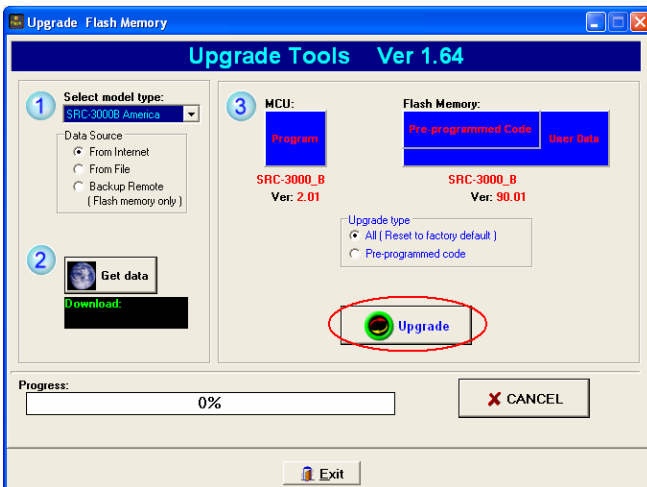 Upgrade Flash Memory
Upgrade Tools Ver 1.64
1
Select model type:
SRC-3000B America
Data Source
From Internet
From File
Backup Remote
( Flash memory only )
2
Get data
Download:
3
MCU:
Program
SRC-3000_B
Ver: 2.01
Flash Memory:
Pre-programmed Code
User Data
SRC-3000_B
Ver: 90.01
Upgrade type
All ( Reset to factory default )
Pre-programmed code
Upgrade
Progress:
0%
X CANCEL
Exit